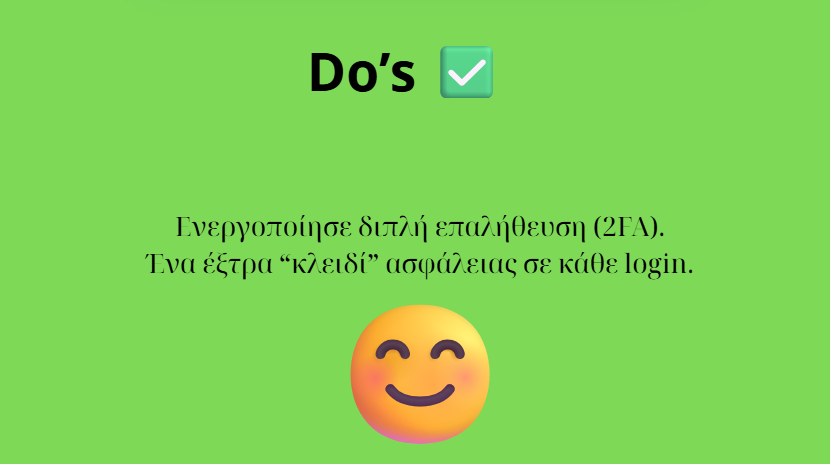 Do’s ✅
Ενεργοποίησε διπλή επαλήθευση (2FA).
Ένα έξτρα “κλειδί” ασφάλειας σε κάθε login.